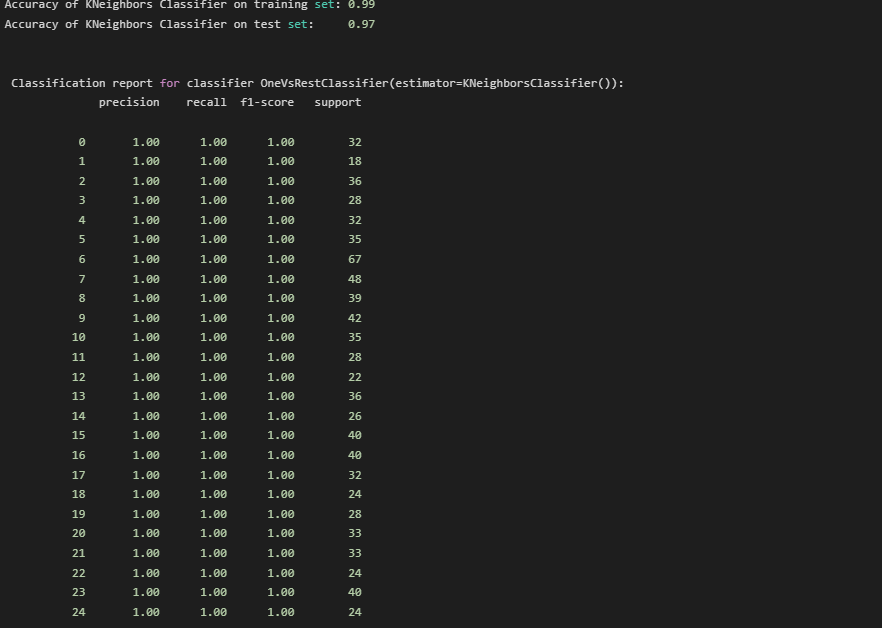 Accuracy of KNeighbors Classifier on training set: 0.99
Accuracy of KNeighbors Classifier on test set:     0.97
Classification report for classifier OneVsRestClassifier(estimator=KNeighborsClassifier()):
precision    recall  f1-score   support
0       1.00      1.00      1.00        32
1       1.00      1.00      1.00        18
2       1.00      1.00      1.00        36
3       1.00      1.00      1.00        28
4       1.00      1.00      1.00        32
5       1.00      1.00      1.00        35
6       1.00      1.00      1.00        67
7       1.00      1.00      1.00        48
8       1.00      1.00      1.00        39
9       1.00      1.00      1.00        42
10       1.00      1.00      1.00        35
11       1.00      1.00      1.00        28
12       1.00      1.00      1.00        22
13       1.00      1.00      1.00        36
14       1.00      1.00      1.00        26
15       1.00      1.00      1.00        40
16       1.00      1.00      1.00        40
17       1.00      1.00      1.00        32
18       1.00      1.00      1.00        24
19       1.00      1.00      1.00        28
20       1.00      1.00      1.00        33
21       1.00      1.00      1.00        33
22       1.00      1.00      1.00        24
23       1.00      1.00      1.00        40
24       1.00      1.00      1.00        24